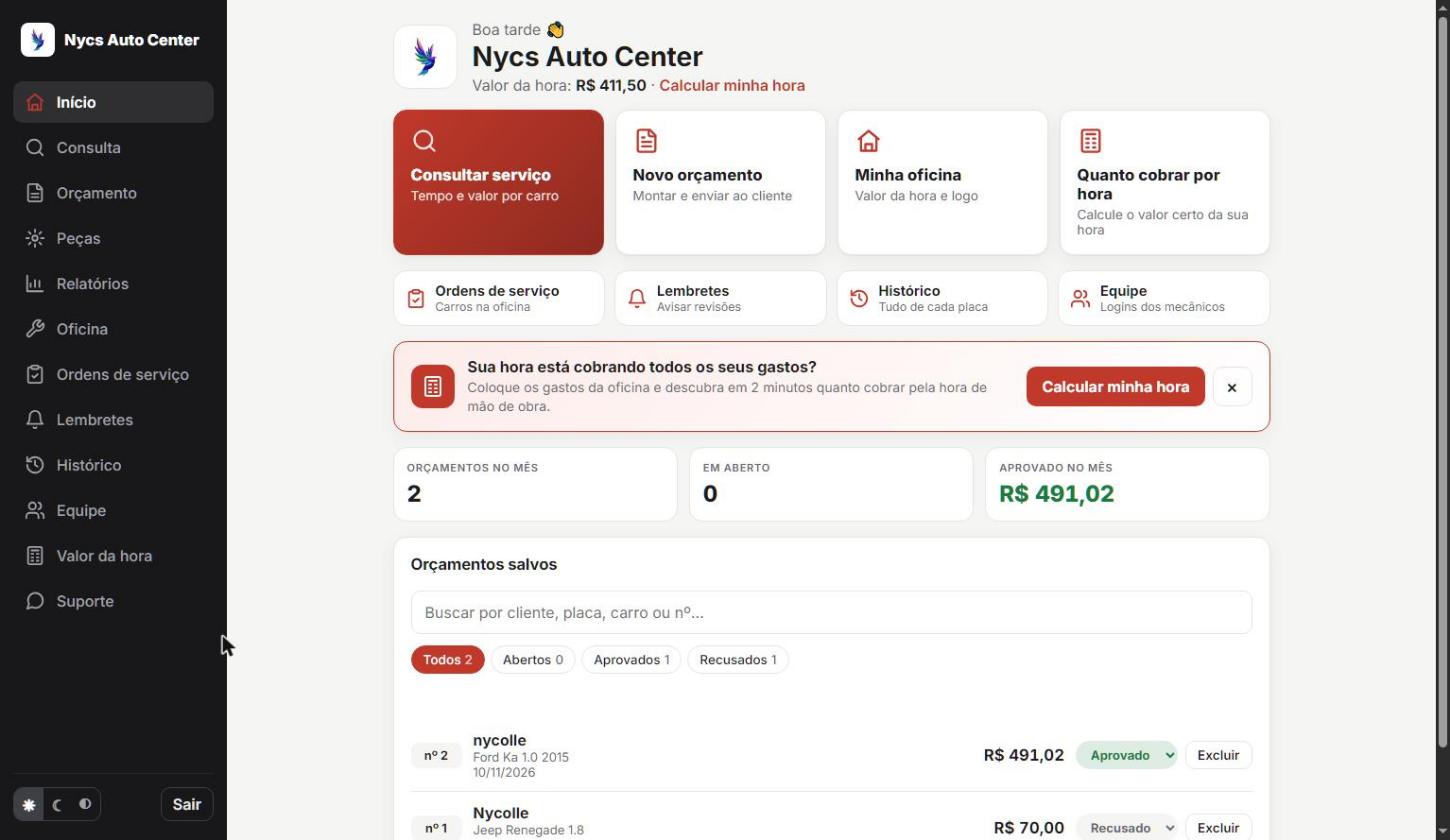 Nycs Auto Center
Início
Consulta
Orçamento
Peças
Relatórios
Oficina
Ordens de serviço
Lembretes
Histórico
Equipe
Valor da hora
Suporte
Sair
Boa tarde
Nycs Auto Center
Valor da hora: R$ 411,50 · Calcular minha hora
Consultar serviço
Tempo e valor por carro
Novo orçamento
Montar e enviar ao cliente
Minha oficina
Valor da hora e logo
Quanto cobrar por
hora
Calcule o valor certo da sua
hora
Ordens de serviço
Carros na oficina
Lembretes
Avisar revisões
Histórico
Tudo de cada placa
Equipe
Logins dos mecânicos
Sua hora está cobrando todos os seus gastos?
Coloque os gastos da oficina e descubra em 2 minutos quanto cobrar pela hora de
mão de obra.
Calcular minha hora
×
ORÇAMENTOS NO MÊS
2
EM ABERTO
0
APROVADO NO MÊS
R$ 491,02
Orçamentos salvos
Buscar por cliente, placa, carro ou nº...
Todos 2
Abertos 0
Aprovados 1
Recusados 1
nº 2
nycolle
Ford Ka 1.0 2015
10/11/2026
R$ 491,02
Aprovado
Excluir
nº 1
Nycolle
Jeep Renegade 1.8
R$ 70,00
Recusado
Excluir